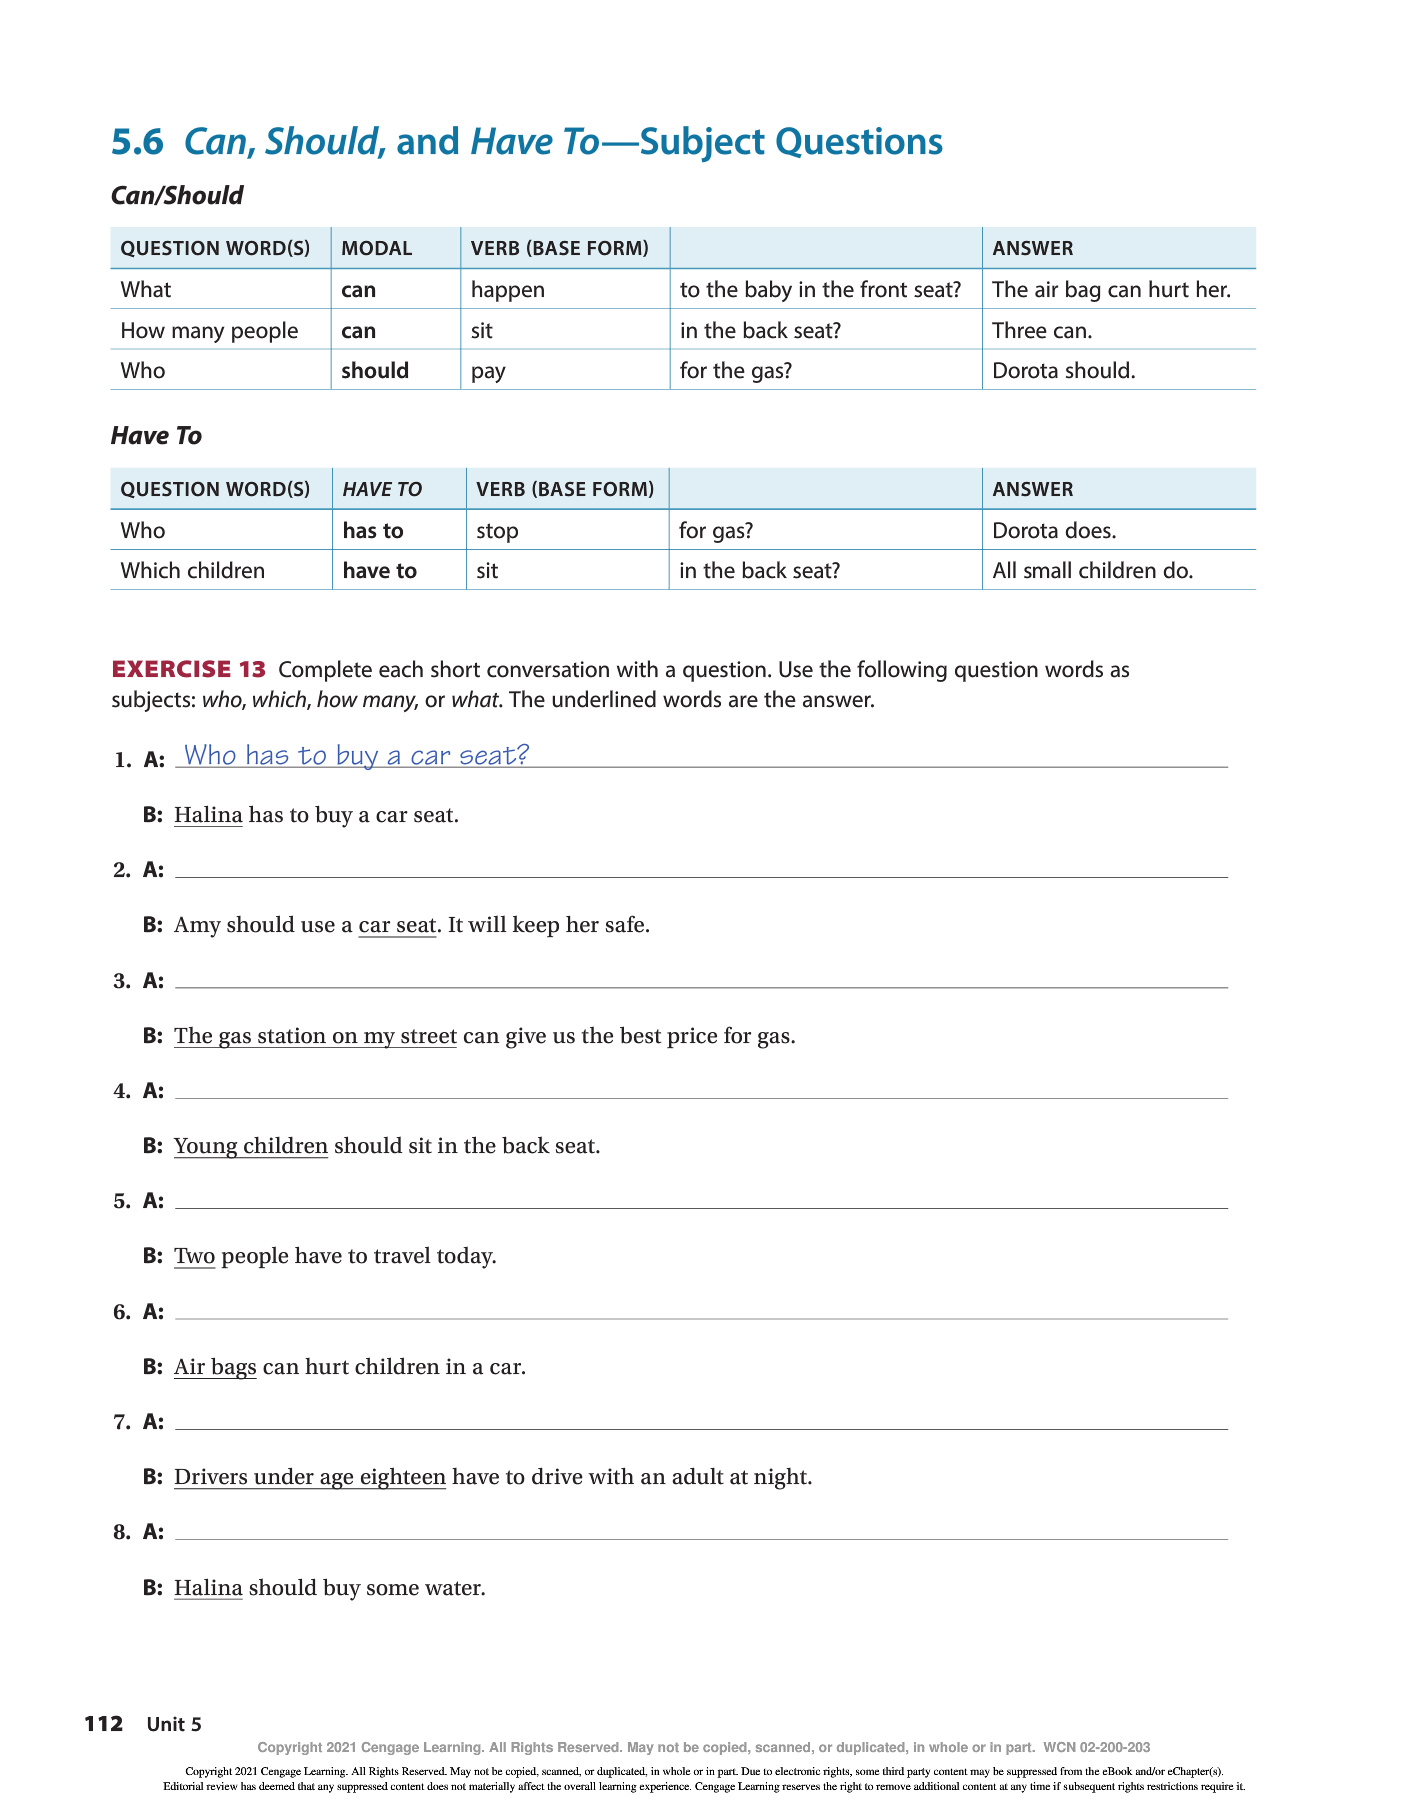 5.6 Can, Should, and Have To—Subject Questions
Can/Should
QUESTION WORD(S) MODAL VERB (BASE FORM) ANSWER
What can happen to the baby in the front seat? The air bag can hurt her.
How many people can sit in the back seat? Three can.
Who should pay for the gas? Dorota should.
Have To
QUESTION WORD(S) HAVE TO VERB (BASE FORM) ANSWER
Who has to stop for gas? Dorota does.
Which children have to sit in the back seat? All small children do.
EXERCISE 13 Complete each short conversation with a question. Use the following question words as
subjects: who, which, how many, or what. The underlined words are the answer.
1. A: Who has to buy a car seat?
B: Halina has to buy a car seat.
2. A:
B: Amy should use a car seat. It will keep her safe.
3. A:
B: The gas station on my street can give us the best price for gas.
4. A:
B: Young children should sit in the back seat.
5. A:
B: Two people have to travel today.
6. A:
B: Air bags can hurt children in a car.
7. A:
B: Drivers under age eighteen have to drive with an adult at night.
8. A:
B: Halina should buy some water.
112 Unit 5
Copyright 2021 Cengage Learning. All Rights Reserved. May not be copied, scanned, or duplicated, in whole or in part. WCN 02-200-203
Copyright 2021 Cengage Learning. All Rights Reserved. May not be copied, scanned, or duplicated, in whole or in part. Due to electronic rights, some third party content may be suppressed from the eBook and/or eChapter(s).
Editorial review has deemed that any suppressed content does not materially affect the overall learning experience. Cengage Learning reserves the right to remove additional content at any time if subsequent rights restrictions require it.